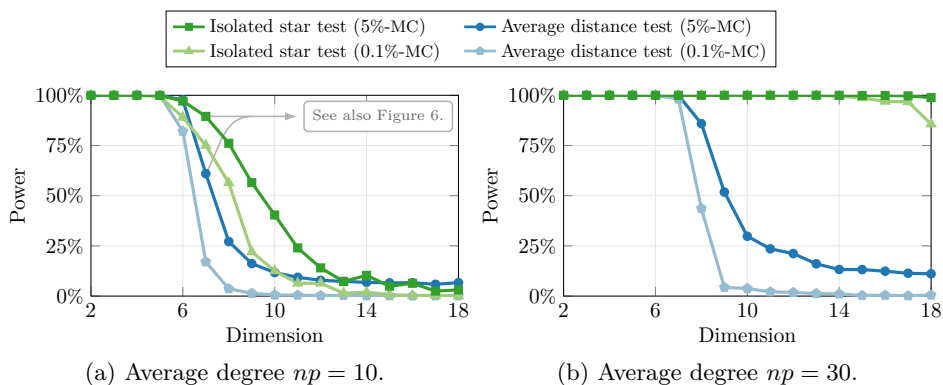 Isolated star test (5%-MC) Average distance test (5%-MC)
Isolated star test (0.1%-MC) Average distance test (0.1%-MC)
100%
75%
50%
25%
0%
Power
See also Figure 6.
2 6 10 14 18
Dimension
(a) Average degree np = 10.
100%
75%
50%
25%
0%
Power
2 6 10 14 18
Dimension
(b) Average degree np = 30.